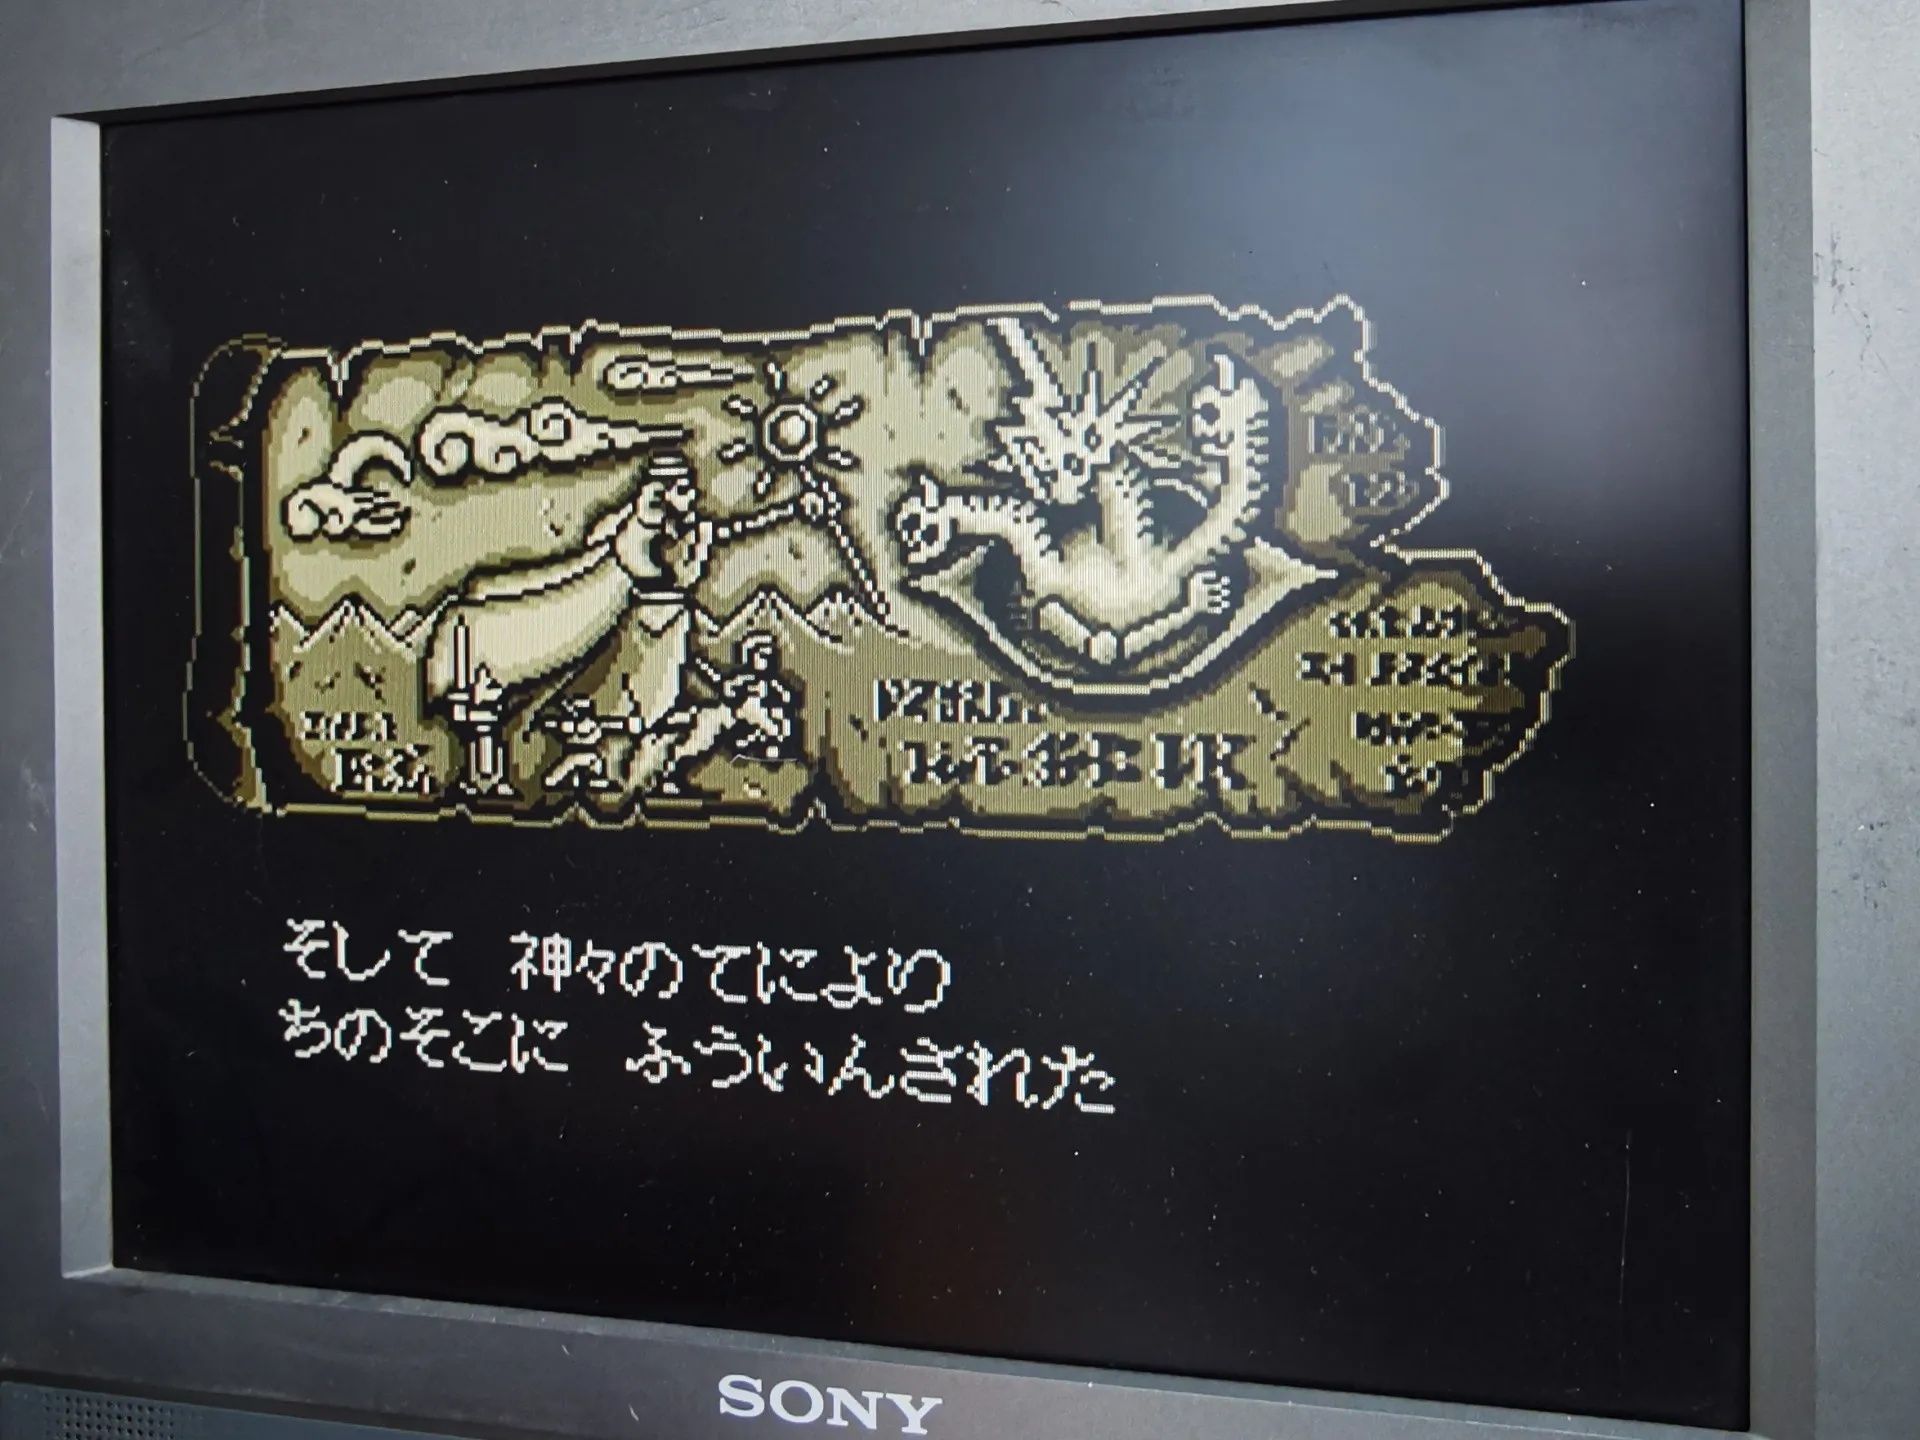 そして 神々のてにより
ちのそこに ふういんされた
SONY